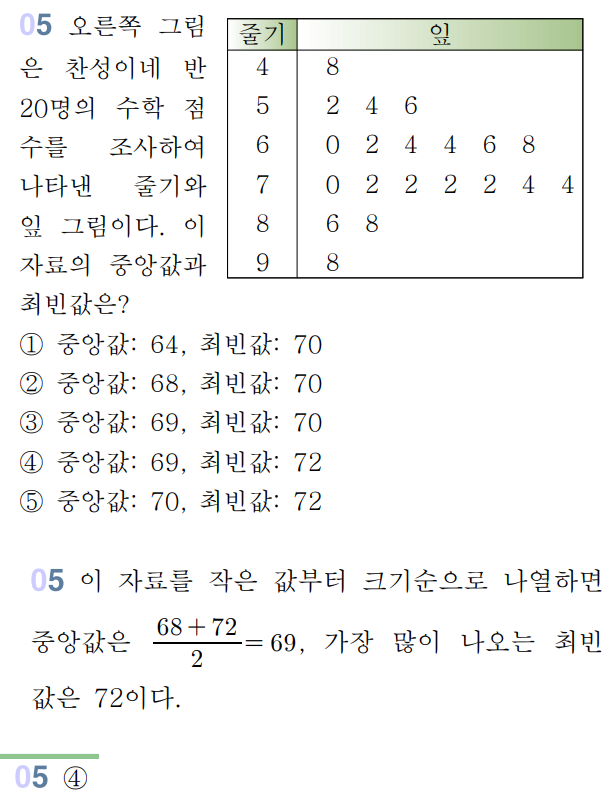 05 오른쪽 그림
은 찬성이네 반
20명의 수학 점
수를 조사하여
나타낸 줄기와
잎 그림이다. 이
자료의 중앙값과
최빈값은?
줄기 잎
4 8
5 2 4 6
6 0 2 4 4 6 8
7 0 2 2 2 2 4 4
8 6 8
9 8
① 중앙값: 64, 최빈값: 70
② 중앙값: 68, 최빈값: 70
③ 중앙값: 69, 최빈값: 70
④ 중앙값: 69, 최빈값: 72
⑤ 중앙값: 70, 최빈값: 72
05 이 자료를 작은 값부터 크기순으로 나열하면
중앙값은 \frac{68+72}{2} = 69, 가장 많이 나오는 최빈
값은 72이다.
05 ④